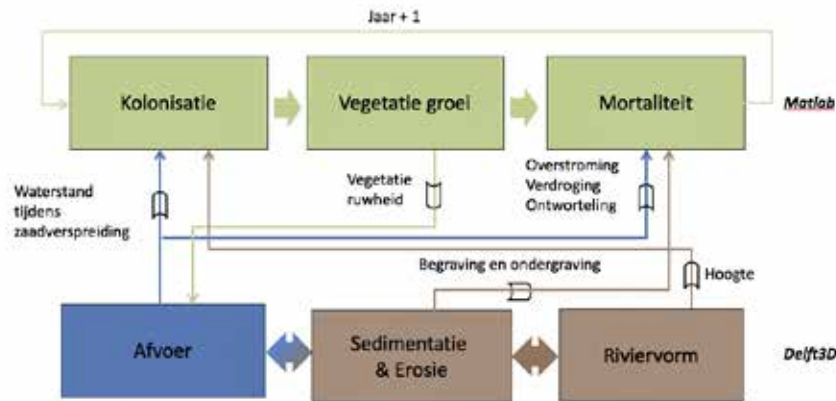 Jaar + 1
Kolonisatie
Vegetatie groei
Mortaliteit
Matlab
Waterstand
tijdens
zaadverspreiding
Vegetatie
ruwheid
Overstroming
Verdroging
Ontworteling
Begraving en ondergraving
Hoogte
Afvoer
Sedimentatie
& Erosie
Riviervorm
Delft3D